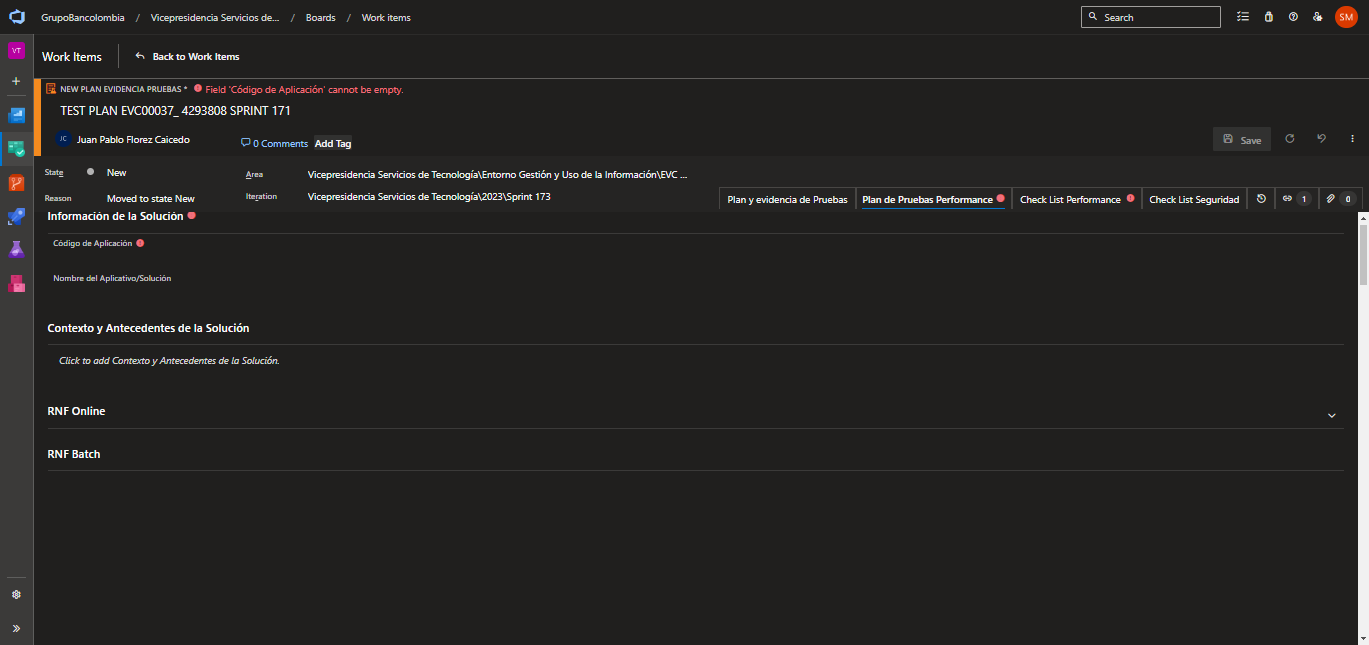 GrupoBancolombia / Vicepresidencia Servicios de... / Boards / Work items
Search
SM
VT
Work Items
Back to Work Items
NEW PLAN EVIDENCIA PRUEBAS * Field 'Código de Aplicación' cannot be empty.
TEST PLAN EVC00037_ 4293808 SPRINT 171
JC Juan Pablo Florez Caicedo
0 Comments
Add Tag
Save
State New
Area Vicepresidencia Servicios de Tecnología\Entorno Gestión y Uso de la Información\EVC ...
Reason Moved to state New
Iteration Vicepresidencia Servicios de Tecnología\2023\Sprint 173
Plan y evidencia de Pruebas
Plan de Pruebas Performance
Check List Performance
Check List Seguridad
1
0
Información de la Solución
Código de Aplicación
Nombre del Aplicativo/Solución
Contexto y Antecedentes de la Solución
Click to add Contexto y Antecedentes de la Solución.
RNF Online
RNF Batch